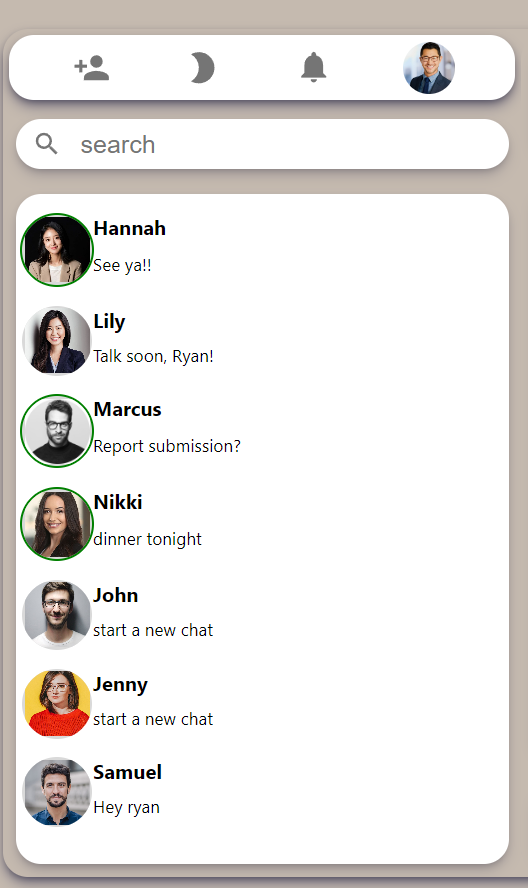 search
Hannah
See ya!!
Lily
Talk soon, Ryan!
Marcus
Report submission?
Nikki
dinner tonight
John
start a new chat
Jenny
start a new chat
Samuel
Hey ryan